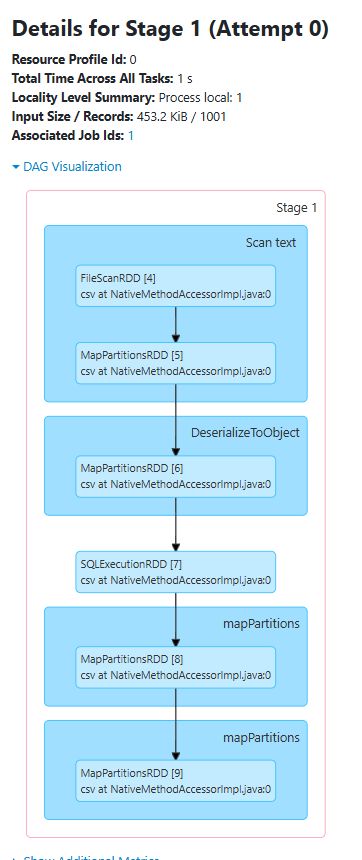 Details for Stage 1 (Attempt 0)
Resource Profile Id: 0
Total Time Across All Tasks: 1 s
Locality Level Summary: Process local: 1
Input Size / Records: 453.2 KiB / 1001
Associated Job Ids: 1
DAG Visualization
Stage 1
Scan text
FileScanRDD [4]
csv at NativeMethodAccessorImpl.java:0
MapPartitionsRDD [5]
csv at NativeMethodAccessorImpl.java:0
DeserializeToObject
MapPartitionsRDD [6]
csv at NativeMethodAccessorImpl.java:0
SQLExecutionRDD [7]
csv at NativeMethodAccessorImpl.java:0
mapPartitions
MapPartitionsRDD [8]
csv at NativeMethodAccessorImpl.java:0
mapPartitions
MapPartitionsRDD [9]
csv at NativeMethodAccessorImpl.java:0
Show Additional Metrics